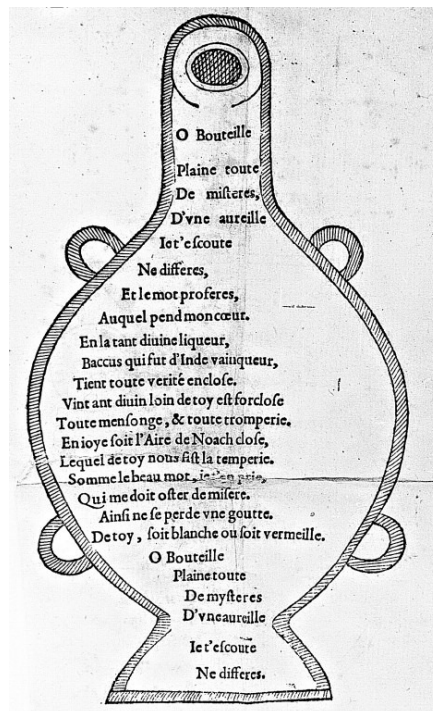 O Bouteille
Plaine toute
De misteres,
D'vne aureille
Ie t'escoute
Ne differes,
Et le mot proferes,
Auquel pend mon cœur.
En la tant diuine liqueur,
Baccus qui fut d'Inde vainqueur,
Tient toute verité enclose.
Vint ant diuin loin de toy est forclose
Toute mensonge, & toute tromperie.
En ioye soit l'Aire de Noach close,
Lequel de toy nous fist la temperie.
Somme le beau mot, ie t'en prie,
Qui me doit oster de misere.
Ainsi ne se perde vne goutte.
De toy, soit blanche ou soit vermeille.
O Bouteille
Plaine toute
De mysteres
D'vne aureille
Ie t'escoute
Ne differes.